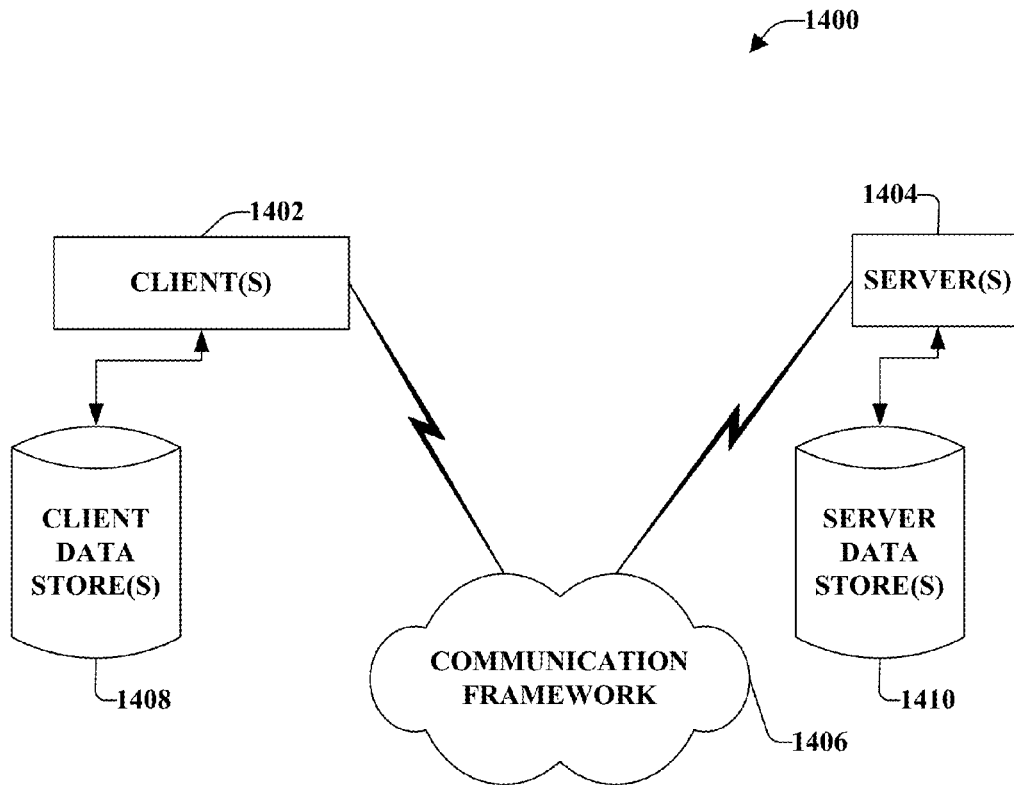 1400
1402
CLIENT(S)
1404
SERVER(S)
CLIENT
DATA
STORE(S)
1408
COMMUNICATION
FRAMEWORK
1406
SERVER
DATA
STORE(S)
1410